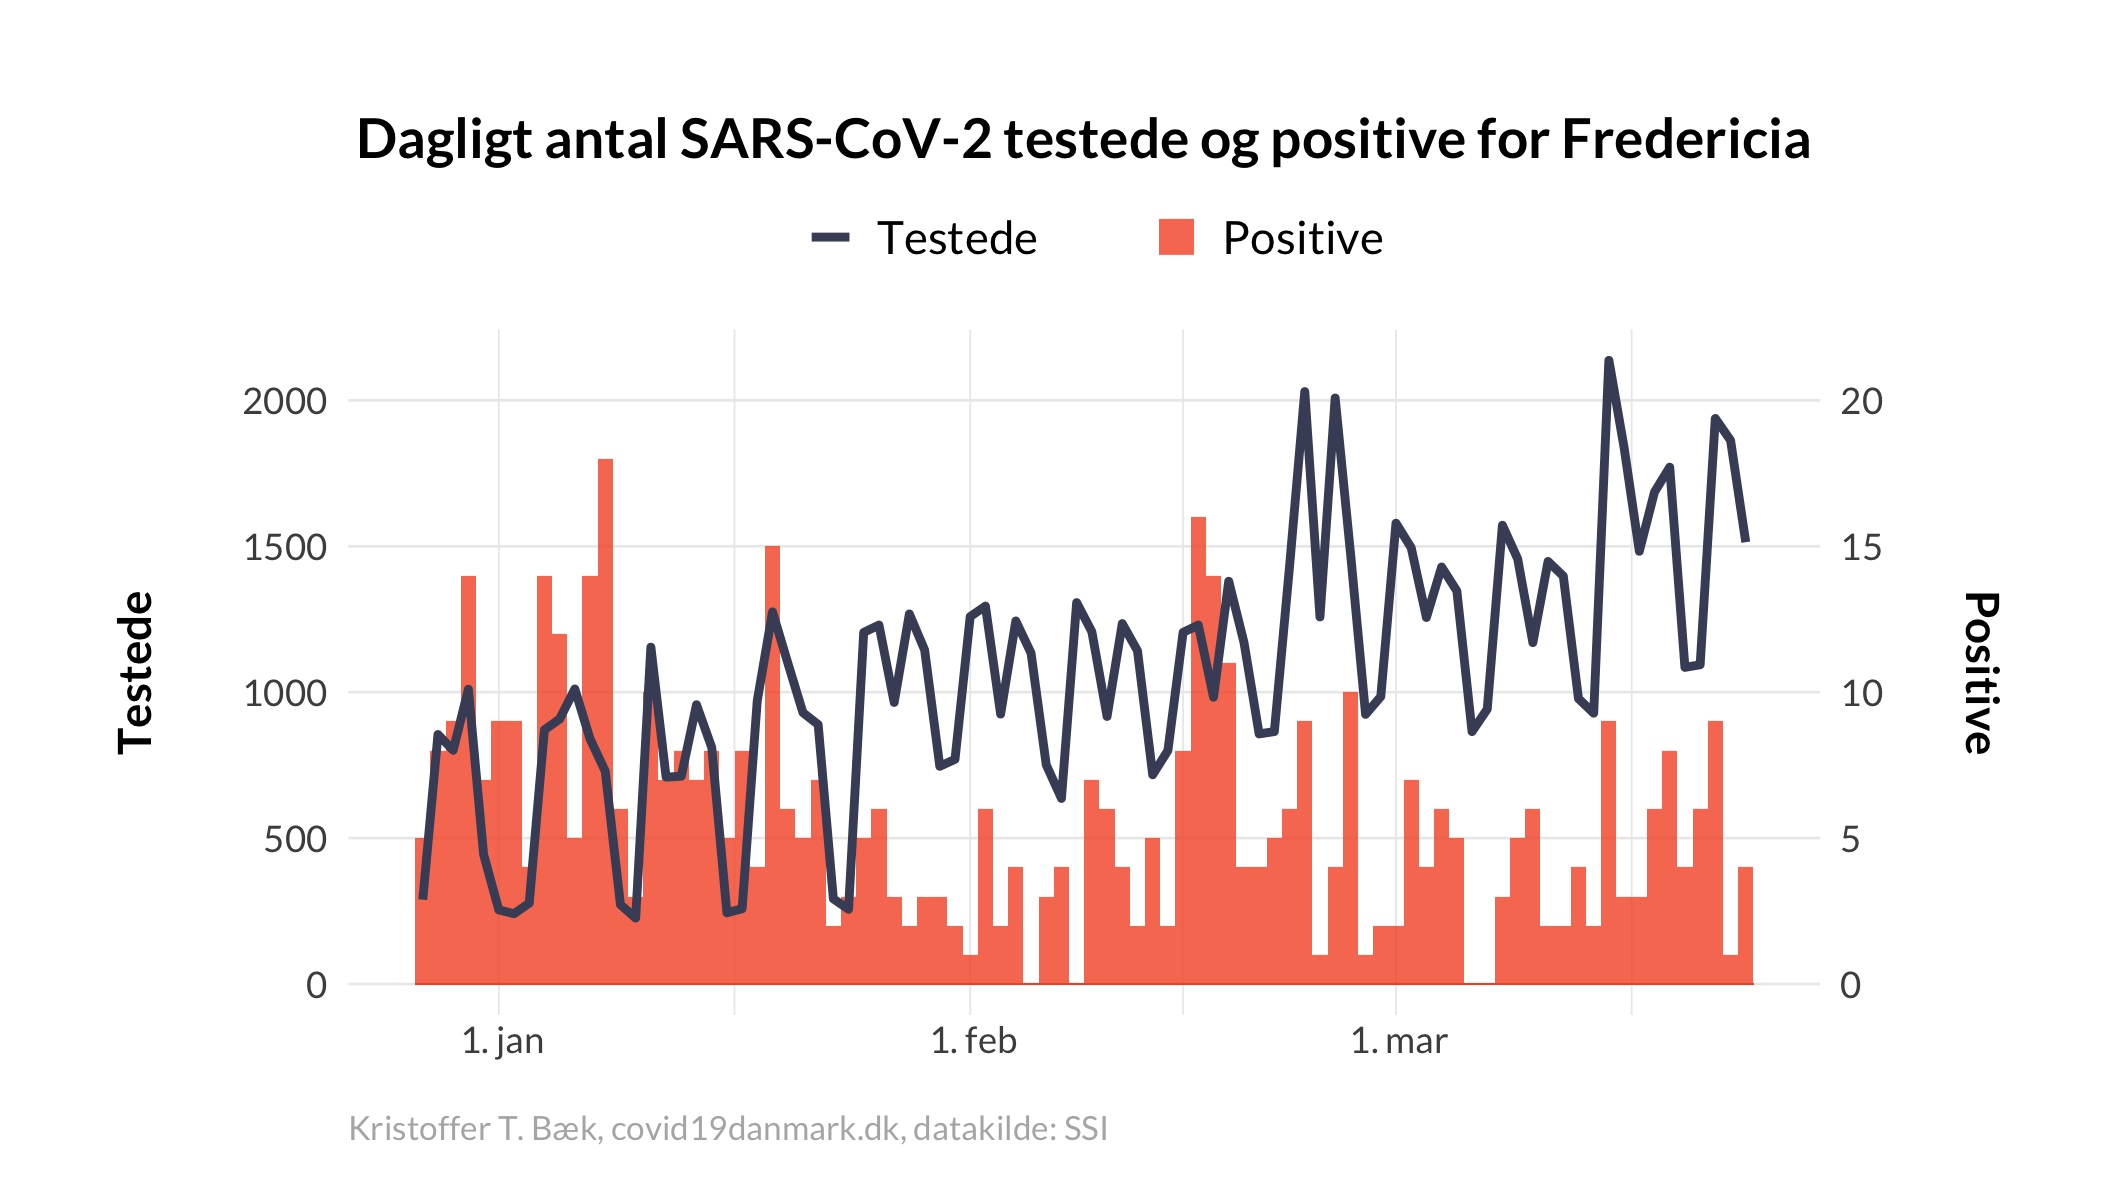 Dagligt antal SARS-CoV-2 testede og positive for Fredericia
Testede
Positive
2000
1500
1000
500
0
Testede
20
15
10
5
0
Positive
1. jan
1. feb
1. mar
Kristoffer T. Bæk, covid19danmark.dk, datakilde: SSI